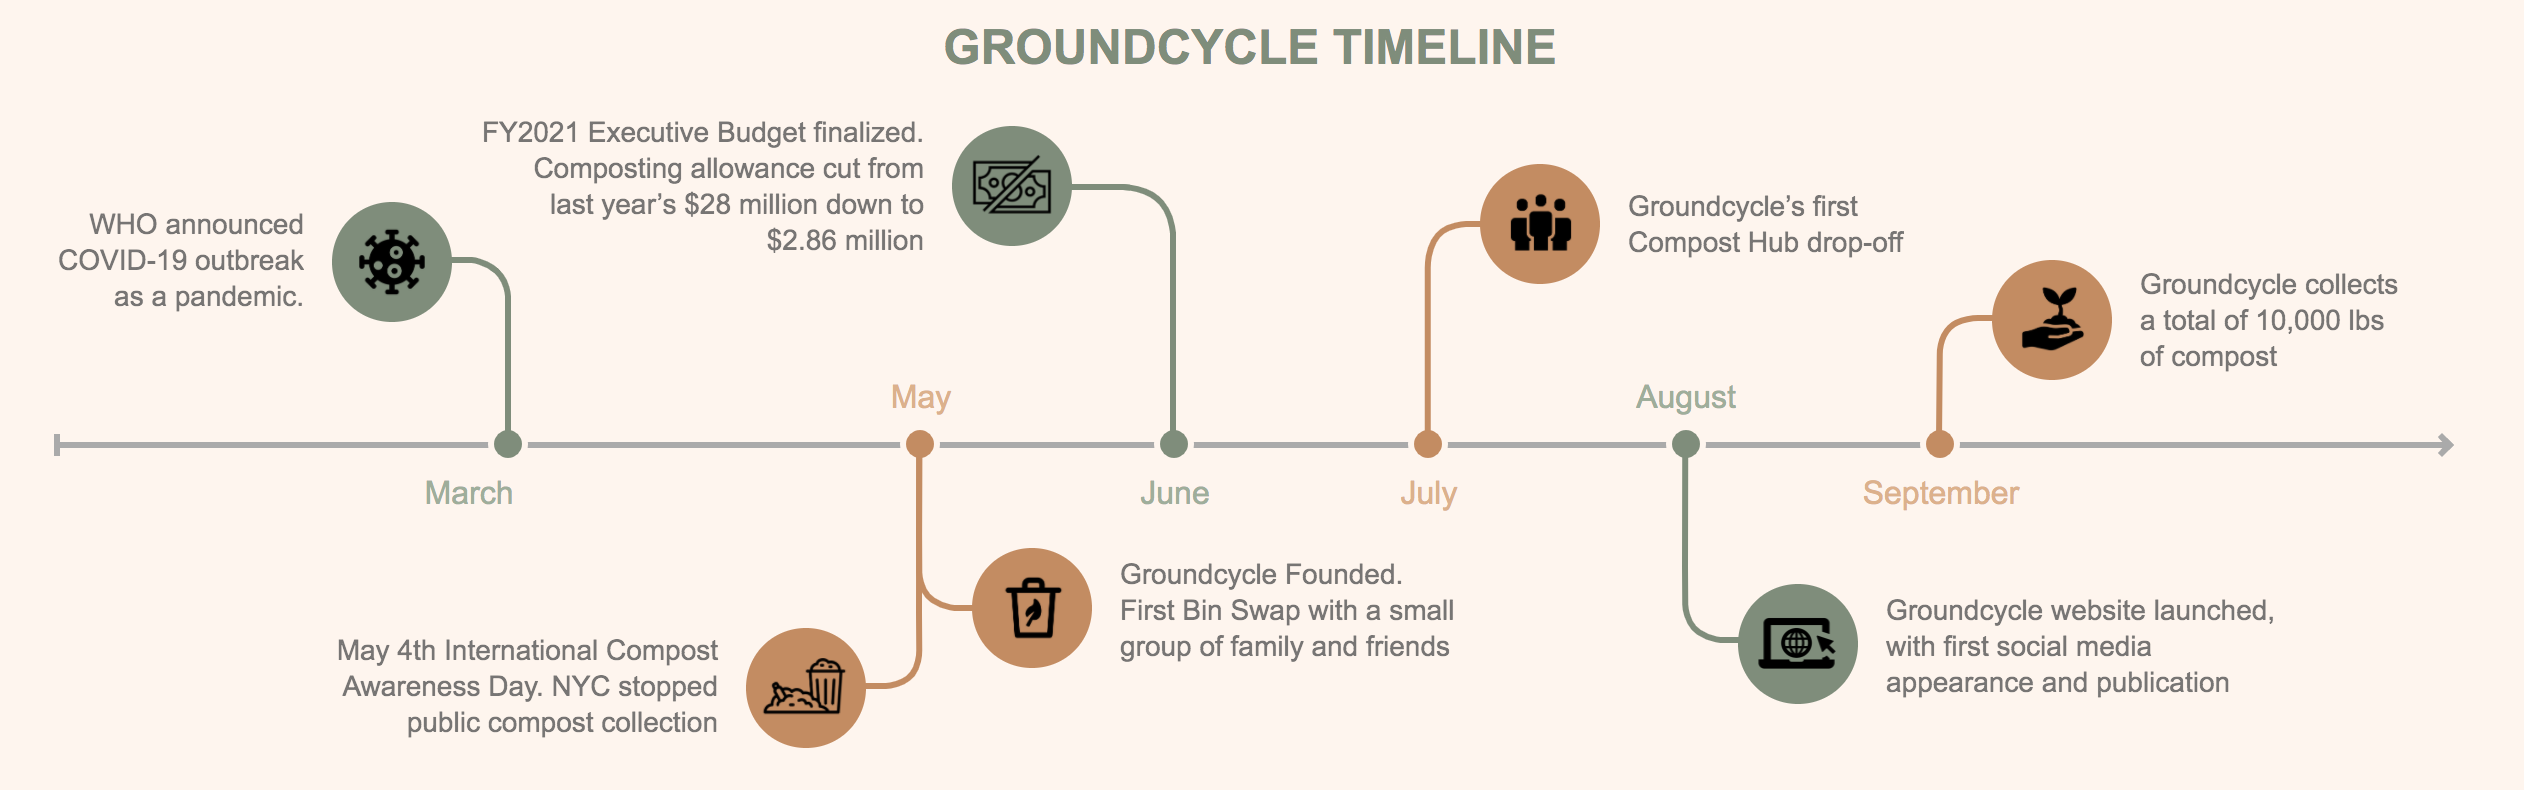 GROUNDCYCLE TIMELINE
WHO announced
COVID-19 outbreak
as a pandemic.
March
May
May 4th International Compost
Awareness Day. NYC stopped
public compost collection
Groundcycle Founded.
First Bin Swap with a small
group of family and friends
FY2021 Executive Budget finalized.
Composting allowance cut from
last year’s $28 million down to
$2.86 million
June
Groundcycle’s first
Compost Hub drop-off
July
August
Groundcycle website launched,
with first social media
appearance and publication
Groundcycle collects
a total of 10,000 lbs
of compost
September